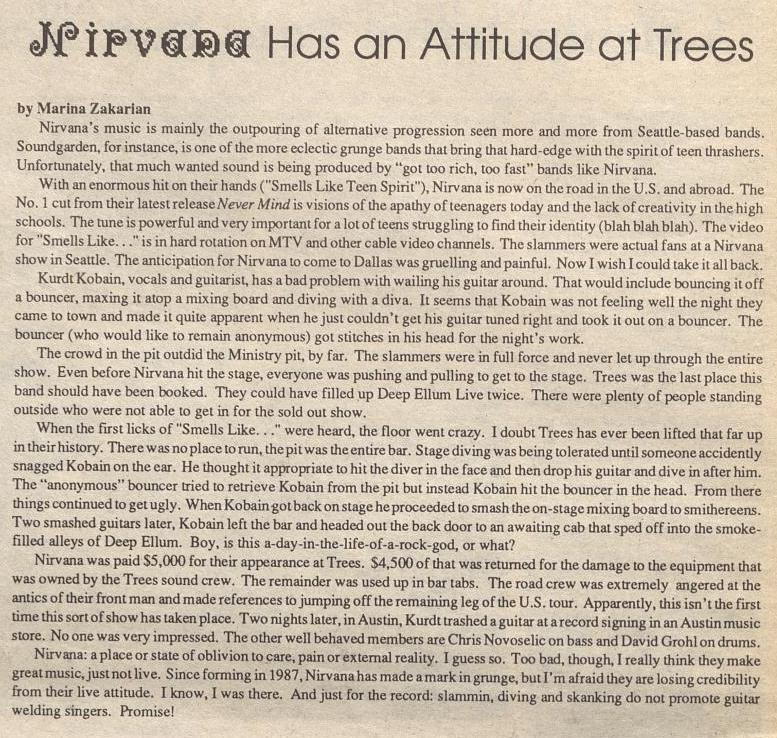 Nirvana Has an Attitude at Trees
by Marina Zakarian
Nirvana's music is mainly the outpouring of alternative progression seen more and more from Seattle-based bands.
Soundgarden, for instance, is one of the more eclectic grunge bands that bring that hard-edge with the spirit of teen thrashers.
Unfortunately, that much wanted sound is being produced by "got too rich, too fast" bands like Nirvana.
With an enormous hit on their hands ("Smells Like Teen Spirit"), Nirvana is now on the road in the U.S. and abroad. The
No. 1 cut from their latest release Never Mind is visions of the apathy of teenagers today and the lack of creativity in the high
schools. The tune is powerful and very important for a lot of teens struggling to find their identity (blah blah blah). The video
for "Smells Like. . ." is in hard rotation on MTV and other cable video channels. The slammers were actual fans at a Nirvana
show in Seattle. The anticipation for Nirvana to come to Dallas was gruelling and painful. Now I wish I could take it all back.
Kurdt Kobain, vocals and guitarist, has a bad problem with wailing his guitar around. That would include bouncing it off
a bouncer, maxing it atop a mixing board and diving with a diva. It seems that Kobain was not feeling well the night they
came to town and made it quite apparent when he just couldn't get his guitar tuned right and took it out on a bouncer. The
bouncer (who would like to remain anonymous) got stitches in his head for the night's work.
The crowd in the pit outdid the Ministry pit, by far. The slammers were in full force and never let up through the entire
show. Even before Nirvana hit the stage, everyone was pushing and pulling to get to the stage. Trees was the last place this
band should have been booked. They could have filled up Deep Ellum Live twice. There were plenty of people standing
outside who were not able to get in for the sold out show.
When the first licks of "Smells Like. . ." were heard, the floor went crazy. I doubt Trees has ever been lifted that far up
in their history. There was no place to run, the pit was the entire bar. Stage diving was being tolerated until someone accidently
snagged Kobain on the ear. He thought it appropriate to hit the diver in the face and then drop his guitar and dive in after him.
The "anonymous" bouncer tried to retrieve Kobain from the pit but instead Kobain hit the bouncer in the head. From there
things continued to get ugly. When Kobain got back on stage he proceeded to smash the on-stage mixing board to smithereens.
Two smashed guitars later, Kobain left the bar and headed out the back door to an awaiting cab that sped off into the smoke-
filled alleys of Deep Ellum. Boy, is this a-day-in-the-life-of-a-rock-god, or what?
Nirvana was paid $5,000 for their appearance at Trees. $4,500 of that was returned for the damage to the equipment that
was owned by the Trees sound crew. The remainder was used up in bar tabs. The road crew was extremely angered at the
antics of their front man and made references to jumping off the remaining leg of the U.S. tour. Apparently, this isn't the first
time this sort of show has taken place. Two nights later, in Austin, Kurdt trashed a guitar at a record signing in an Austin music
store. No one was very impressed. The other well behaved members are Chris Novoselic on bass and David Grohl on drums.
Nirvana: a place or state of oblivion to care, pain or external reality. I guess so. Too bad, though, I really think they make
great music, just not live. Since forming in 1987, Nirvana has made a mark in grunge, but I'm afraid they are losing credibility
from their live attitude. I know, I was there. And just for the record: slammin, diving and skanking do not promote guitar
welding singers. Promise!